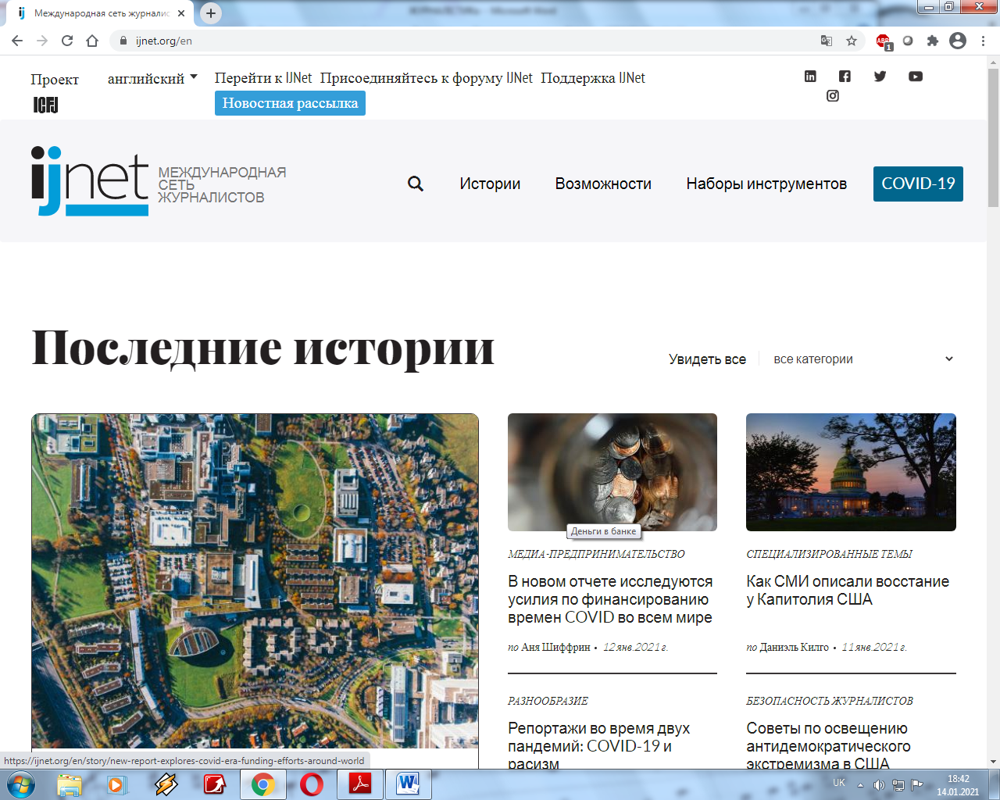 Международная сеть журналис
ijnet.org/en
ABP
1
Проект
английский
Перейти к IJNet Присоединяйтесь к форуму IJNet Поддержка IJNet
ICFJ
Новостная рассылка
ijnet
МЕЖДУНАРОДНАЯ
СЕТЬ
ЖУРНАЛИСТОВ
Истории
Возможности
Наборы инструментов
COVID-19
Последние истории
Увидеть все
все категории
Деньги в банке
МЕДИА-ПРЕДПРИНИМАТЕЛЬСТВО
В новом отчете исследуются
усилия по финансированию
времен COVID во всем мире
по Аня Шиффрин • 12 янв. 2021 г.
СПЕЦИАЛИЗИРОВАННЫЕ ТЕМЫ
Как СМИ описали восстание
у Капитолия США
по Даниэль Килго • 11 янв. 2021 г.
РАЗНООБРАЗИЕ
Репортажи во время двух
пандемий: COVID-19 и
расизм
БЕЗОПАСНОСТЬ ЖУРНАЛИСТОВ
Советы по освещению
антидемократического
экстремизма в США
https://ijnet.org/en/story/new-report-explores-covid-era-funding-efforts-around-world
UK
18:42
14.01.2021